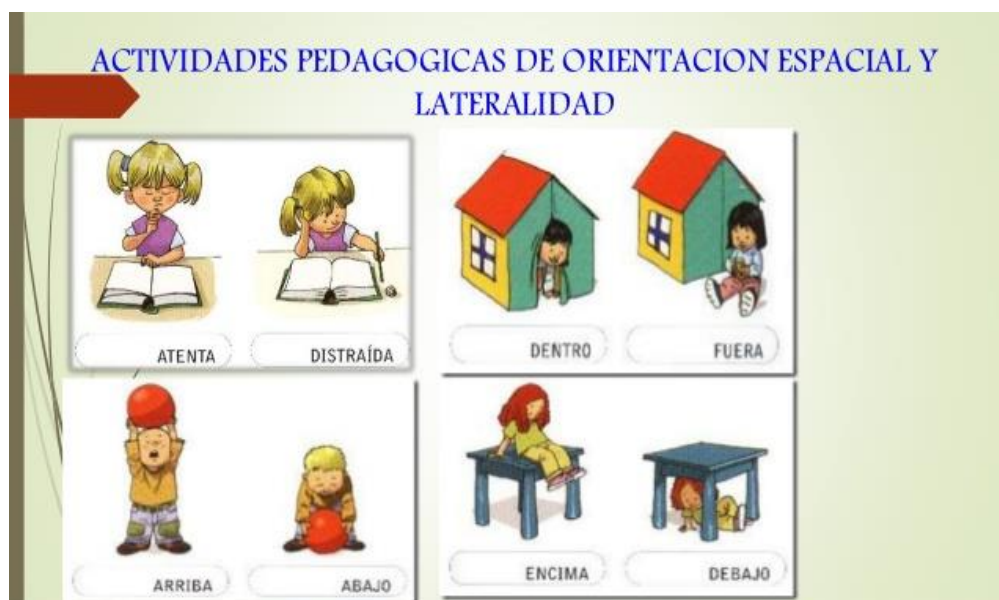 ACTIVIDADES PEDAGOGICAS DE ORIENTACION ESPACIAL Y
LATERALIDAD
ATENTA
DISTRAÍDA
DENTRO
FUERA
ARRIBA
ABAJO
ENCIMA
DEBAJO